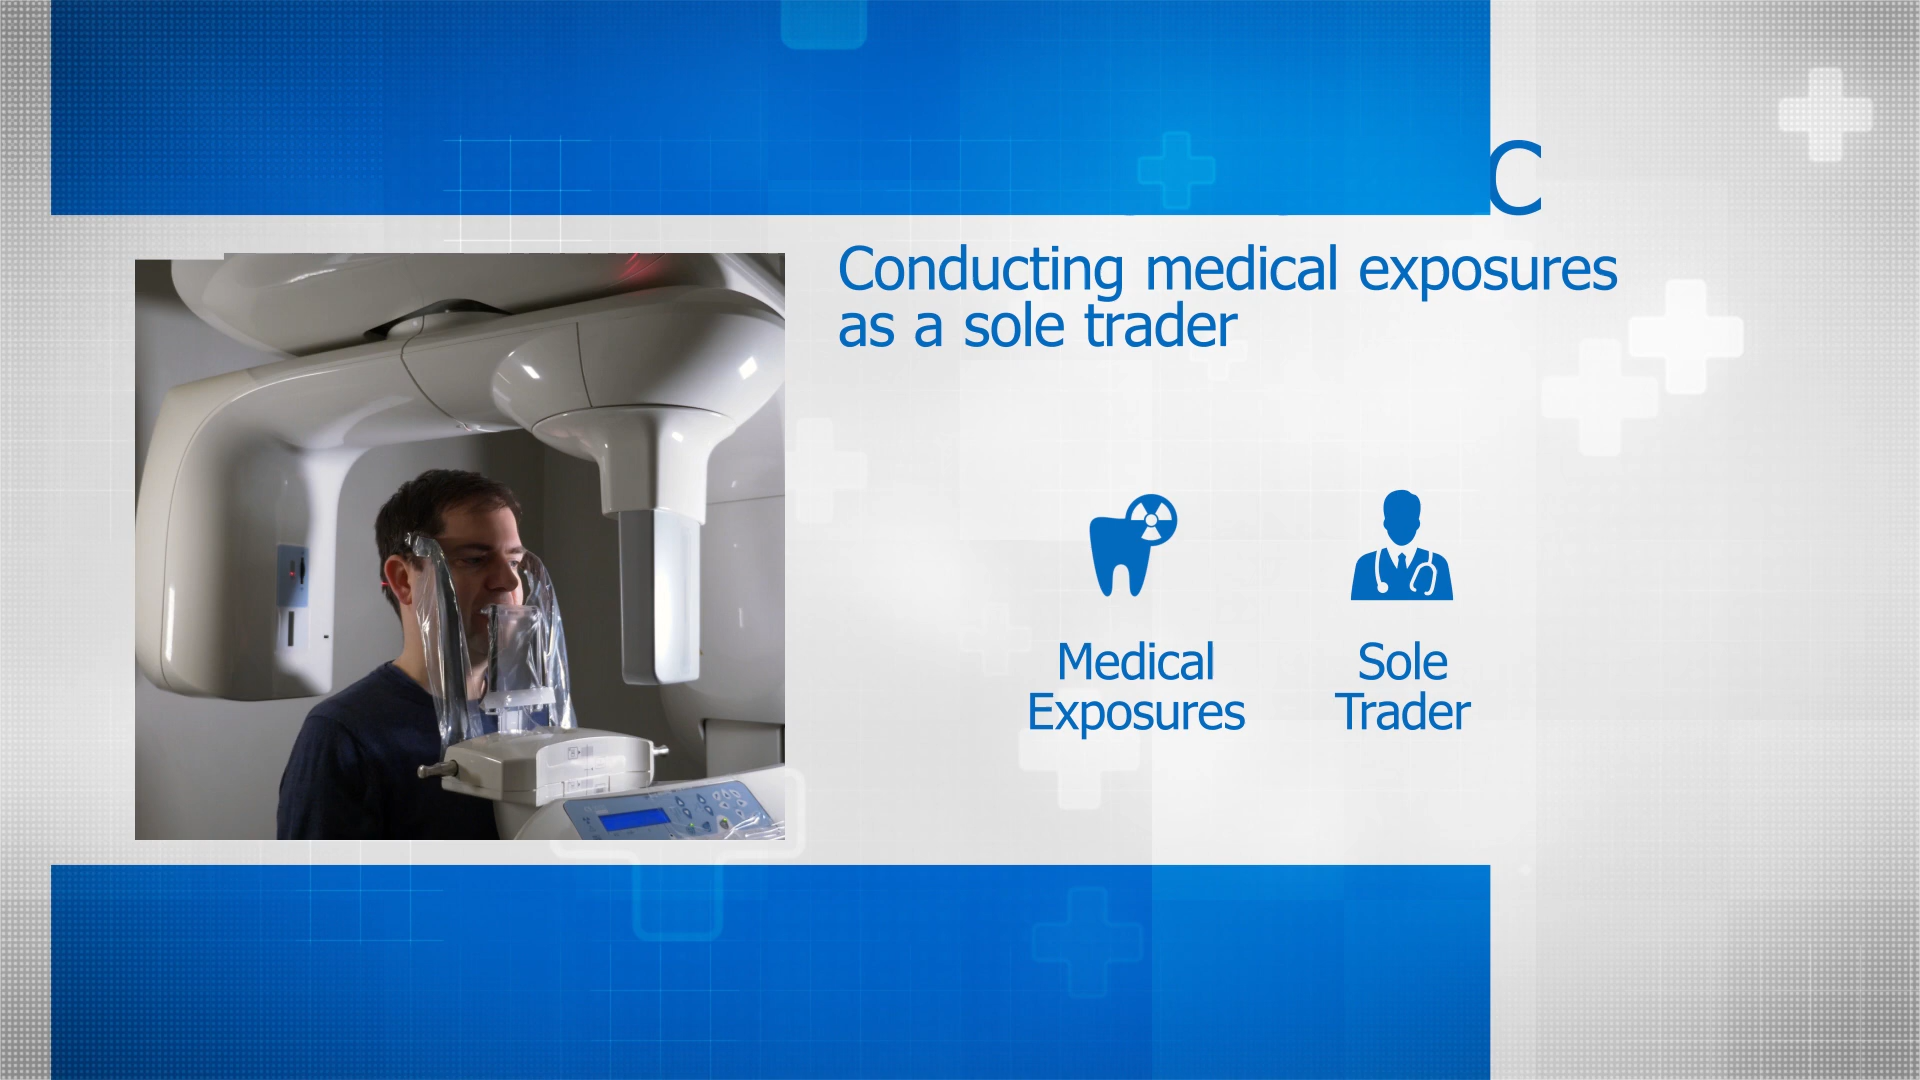 C
Conducting medical exposures
as a sole trader
Medical
Exposures
Sole
Trader